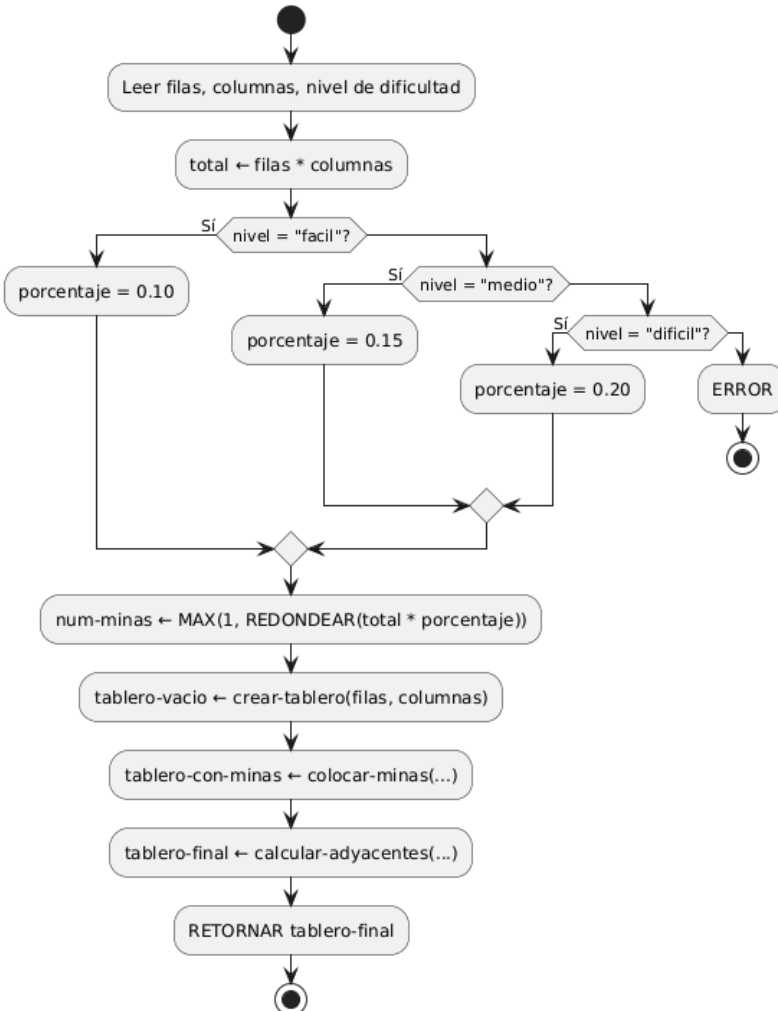 Leer filas, columnas, nivel de dificultad
total ← filas * columnas
Sí
nivel = "facil"?
porcentaje = 0.10
Sí
nivel = "medio"?
porcentaje = 0.15
Sí
nivel = "dificil"?
porcentaje = 0.20
ERROR
num-minas ← MAX(1, REDONDEAR(total * porcentaje))
tablero-vacio ← crear-tablero(filas, columnas)
tablero-con-minas ← colocar-minas(...)
tablero-final ← calcular-adyacentes(...)
RETORNAR tablero-final